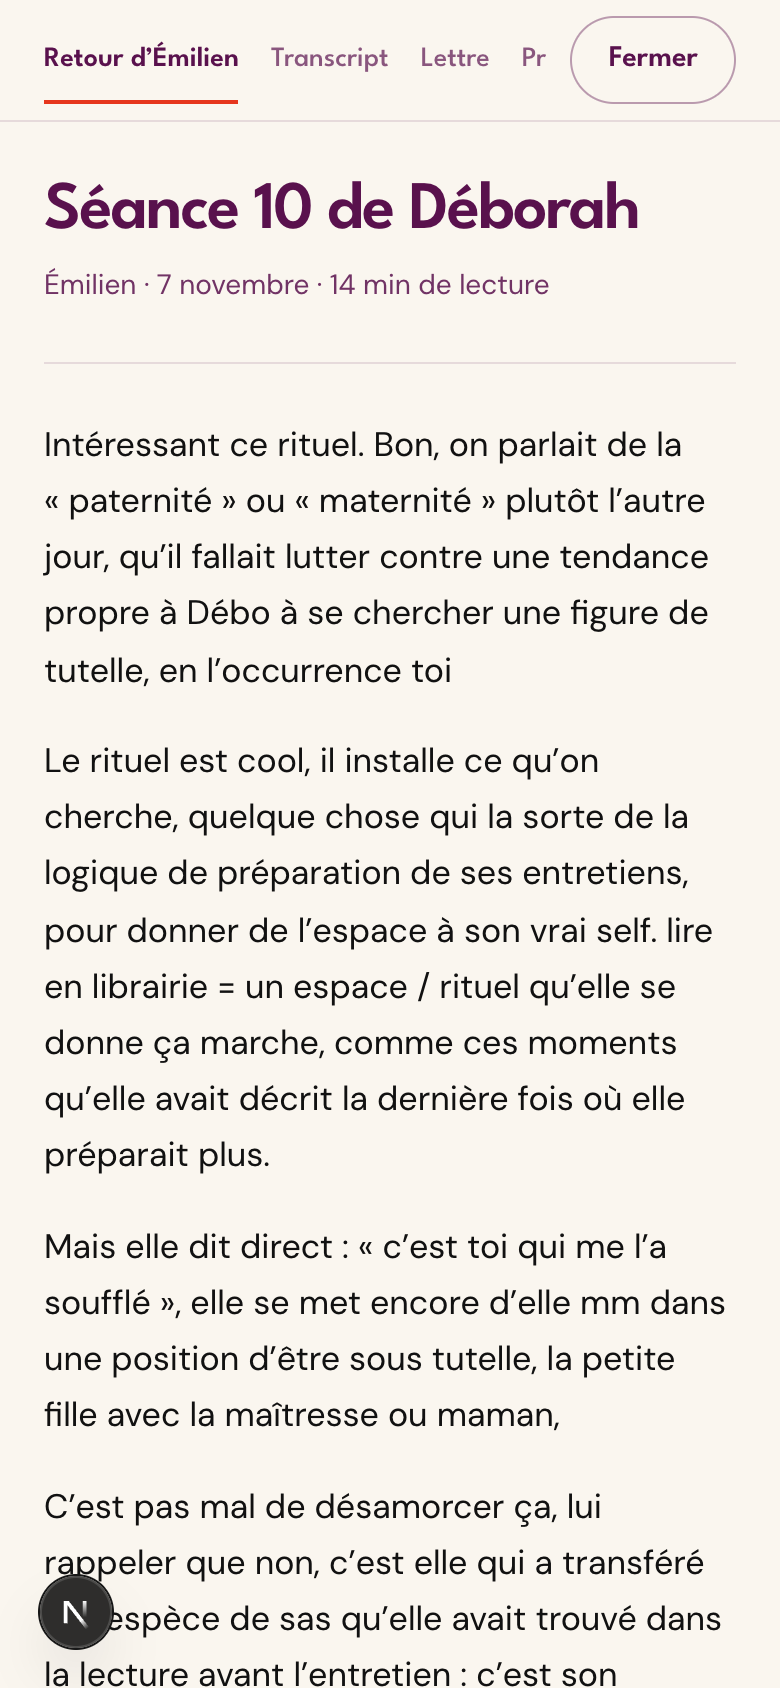 Retour d’Émilien Transcript Lettre Pr Fermer
Séance 10 de Déborah
Émilien · 7 novembre · 14 min de lecture
Intéressant ce rituel. Bon, on parlait de la
« paternité » ou « maternité » plutôt l’autre
jour, qu’il fallait lutter contre une tendance
propre à Débo à se chercher une figure de
tutelle, en l’occurrence toi
Le rituel est cool, il installe ce qu’on
cherche, quelque chose qui la sorte de la
logique de préparation de ses entretiens,
pour donner de l’espace à son vrai self. lire
en librairie = un espace / rituel qu’elle se
donne ça marche, comme ces moments
qu’elle avait décrit la dernière fois où elle
préparait plus.
Mais elle dit direct : « c’est toi qui me l’a
soufflé », elle se met encore d’elle mm dans
une position d’être sous tutelle, la petite
fille avec la maîtresse ou maman,
C’est pas mal de désamorcer ça, lui
rappeler que non, c’est elle qui a transféré
espèce de sas qu’elle avait trouvé dans
la lecture avant l’entretien : c’est son
N